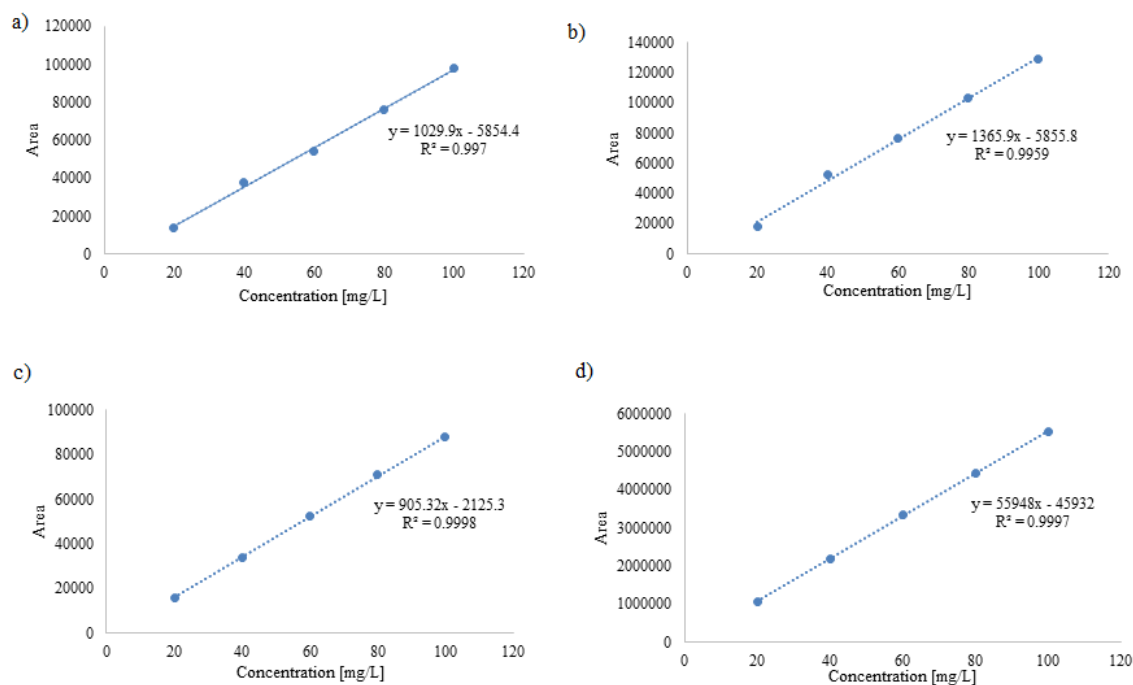 a)
120000
100000
80000
60000
40000
20000
0
Area
y = 1029.9x - 5854.4
R² = 0.997
0 20 40 60 80 100 120
Concentration [mg/L]
b)
140000
120000
100000
80000
60000
40000
20000
0
Area
y = 1365.9x - 5855.8
R² = 0.9959
0 20 40 60 80 100 120
Concentration [mg/L]
c)
100000
80000
60000
40000
20000
0
Area
y = 905.32x - 2125.3
R² = 0.9998
0 20 40 60 80 100 120
Concentration [mg/L]
d)
6000000
5000000
4000000
3000000
2000000
1000000
0
Area
y = 55948x - 45932
R² = 0.9997
0 20 40 60 80 100 120
Concentration [mg/L]